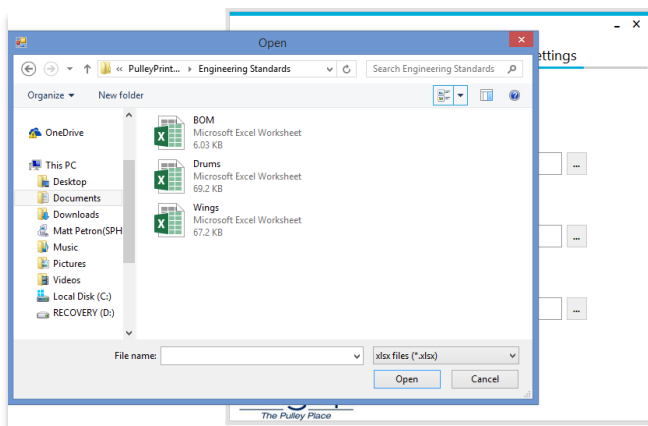 Open
ettings
« PulleyPrint... Engineering Standards
Search Engineering Standards
Organize
New folder
OneDrive
This PC
Desktop
Documents
Downloads
Matt Petron(SPH
Music
Pictures
Videos
Local Disk (C:)
RECOVERY (D:)
BOM
Microsoft Excel Worksheet
6.03 KB
Drums
Microsoft Excel Worksheet
69.2 KB
Wings
Microsoft Excel Worksheet
67.2 KB
...
...
...
File name:
xlsx files (*.xlsx)
Open
Cancel
The Pulley Place